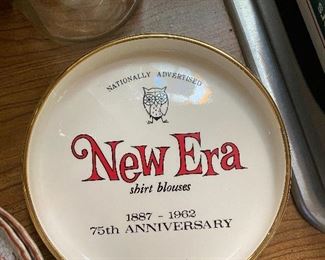 NATIONALLY ADVERTISED
New Era
shirt blouses
1887 - 1962
75th ANNIVERSARY